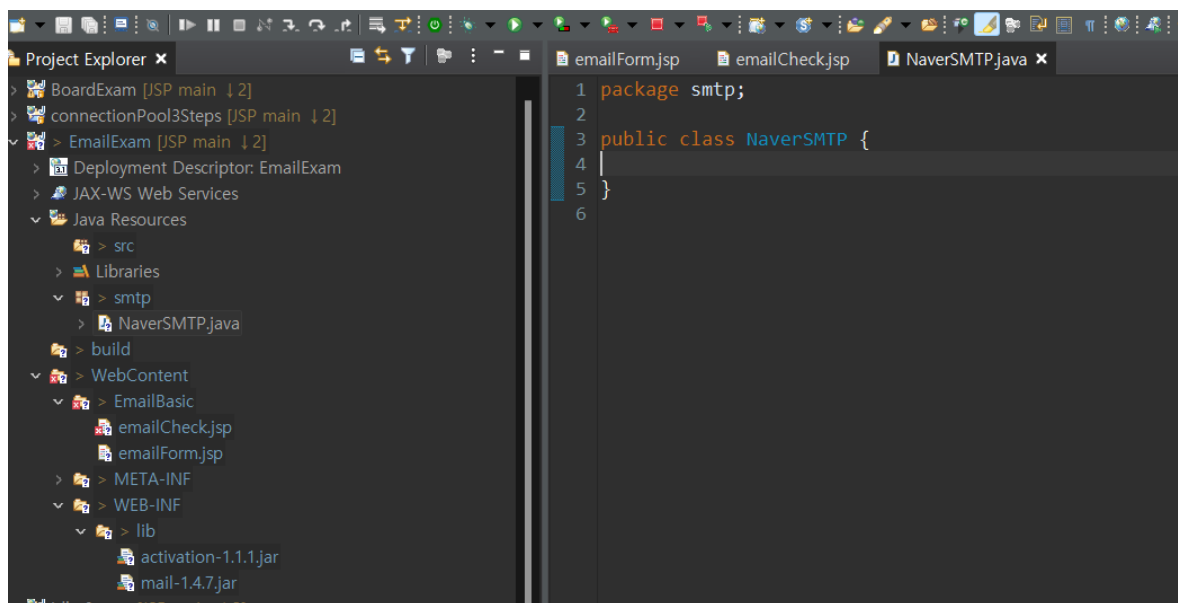 Project Explorer
BoardExam [JSP main ↓2]
connectionPool3Steps [JSP main ↓2]
> EmailExam [JSP main ↓2]
Deployment Descriptor: EmailExam
JAX-WS Web Services
Java Resources
> src
Libraries
> smtp
NaverSMTP.java
> build
> WebContent
> EmailBasic
emailCheck.jsp
emailForm.jsp
> META-INF
> WEB-INF
> lib
activation-1.1.1.jar
mail-1.4.7.jar
emailForm.jsp emailCheck.jsp NaverSMTP.java
1 package smtp;
2
3 public class NaverSMTP {
4
5 }
6